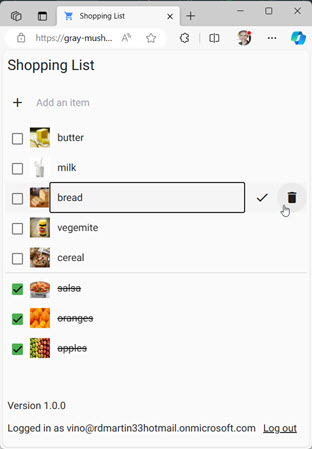 Shopping List
https://gray-mush...
Shopping List
Add an item
butter
milk
bread
vegemite
cereal
salsa
oranges
apples
Version 1.0.0
Logged in as vino@rdmartin33hotmail.onmicrosoft.com Log out